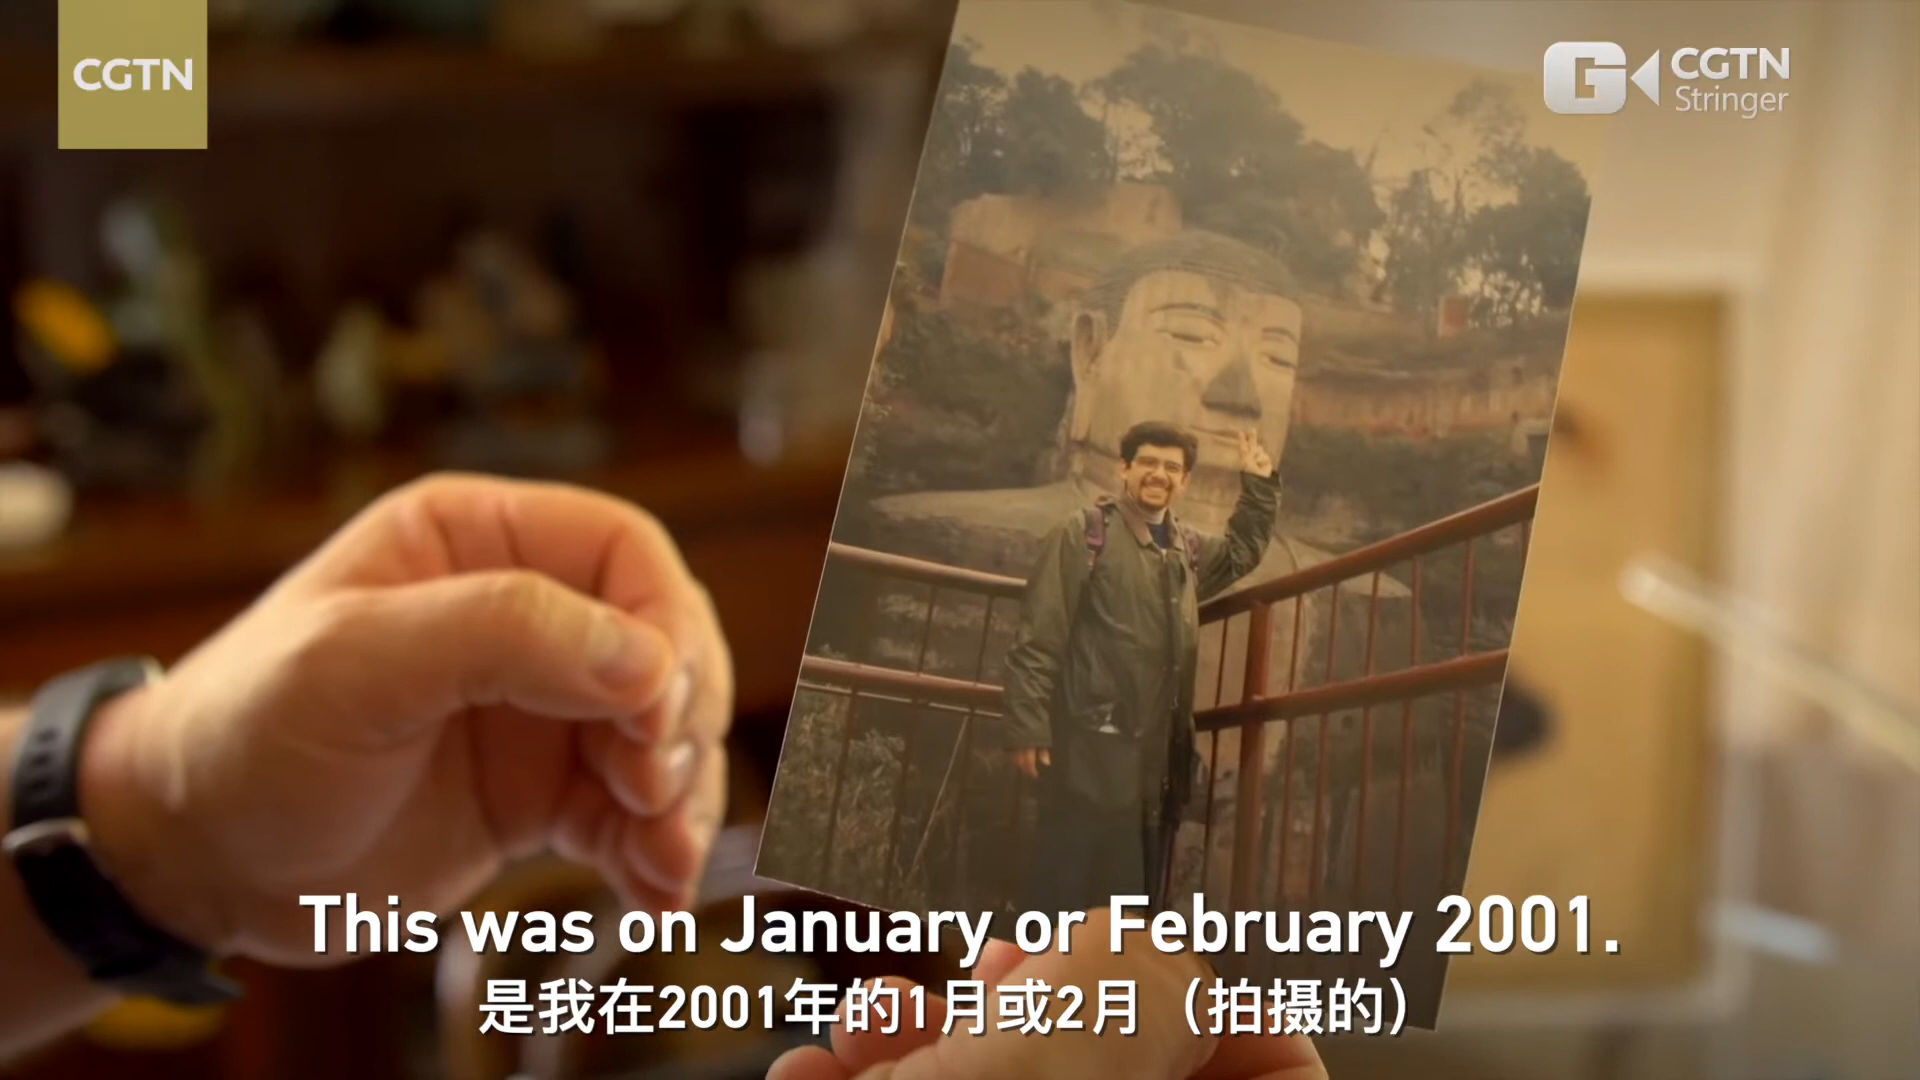 CGTN
CGTN
Stringer
This was on January or February 2001.
是我在2001年的1月或2月（拍摄的）